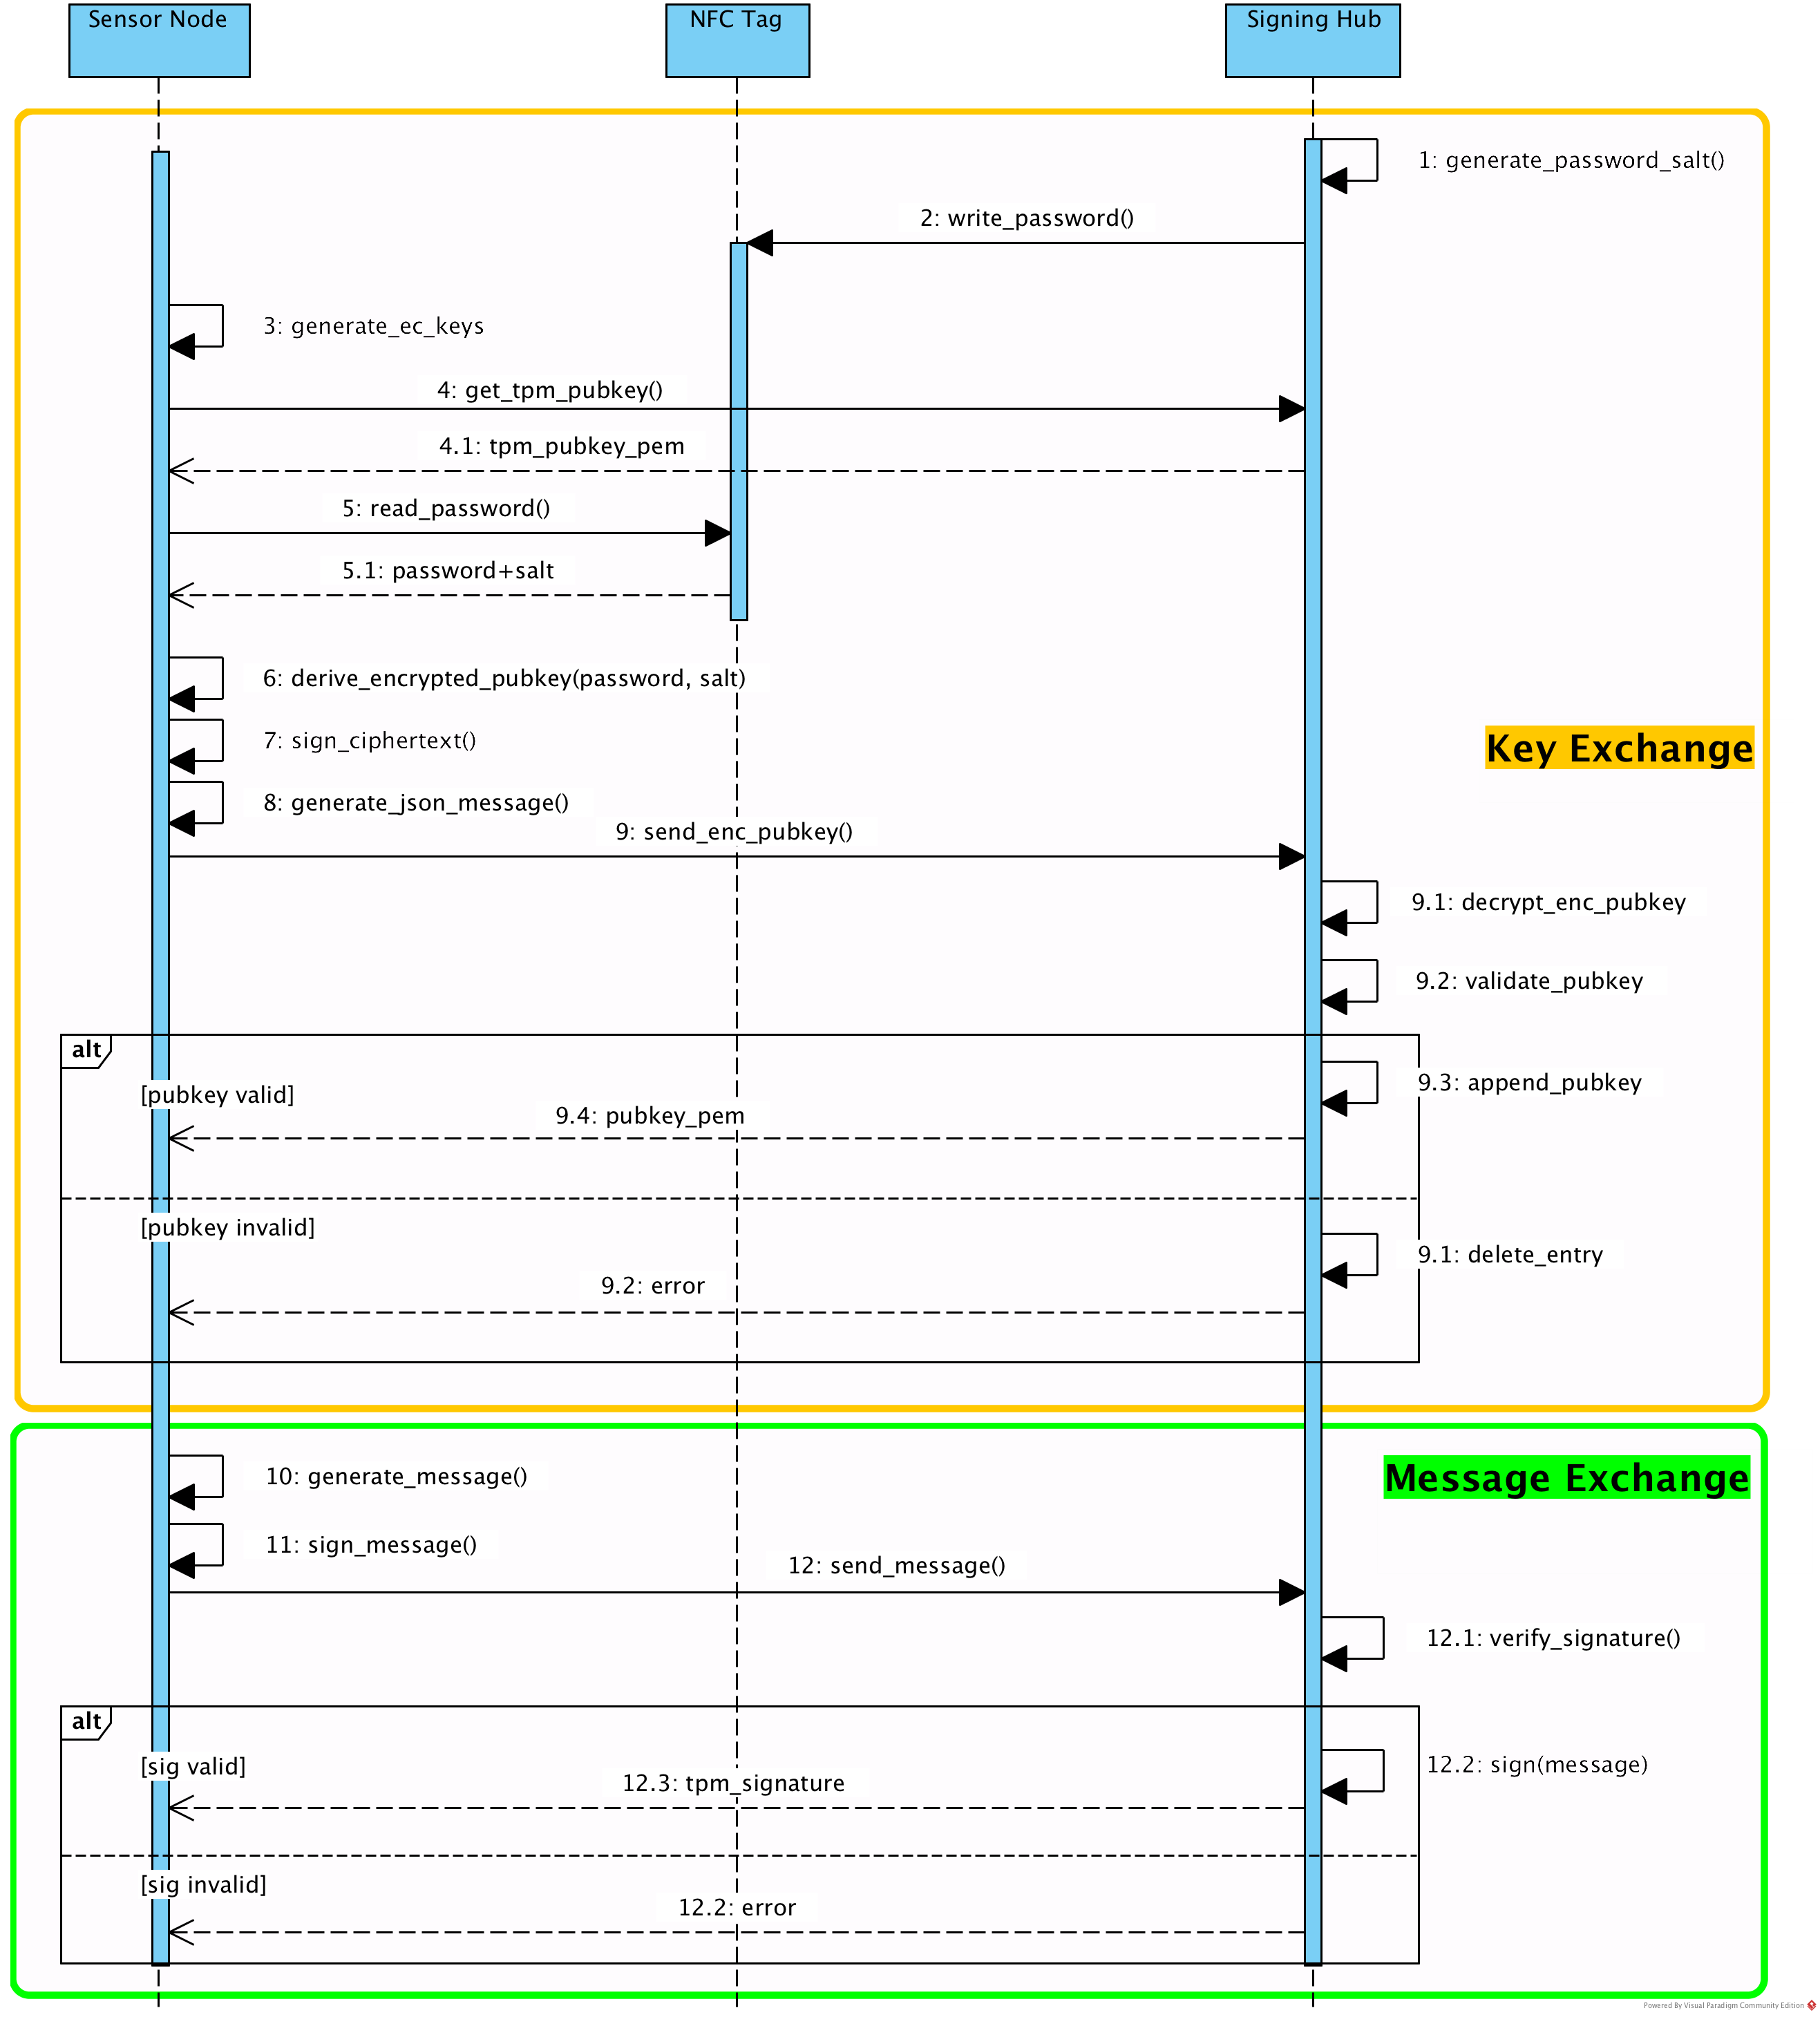 Sensor Node
NFC Tag
Signing Hub
1: generate_password_salt()
2: write_password()
3: generate_ec_keys
4: get_tpm_pubkey()
4.1: tpm_pubkey_pem
5: read_password()
5.1: password+salt
6: derive_encrypted_pubkey(password, salt)
7: sign_ciphertext()
Key Exchange
8: generate_json_message()
9: send_enc_pubkey()
9.1: decrypt_enc_pubkey
9.2: validate_pubkey
alt
9.3: append_pubkey
[pubkey valid]
9.4: pubkey_pem
[pubkey invalid]
9.1: delete_entry
9.2: error
10: generate_message()
Message Exchange
11: sign_message()
12: send_message()
12.1: verify_signature()
alt
[sig valid]
12.2: sign(message)
12.3: tpm_signature
[sig invalid]
12.2: error
Powered By Visual Paradigm Community Edition